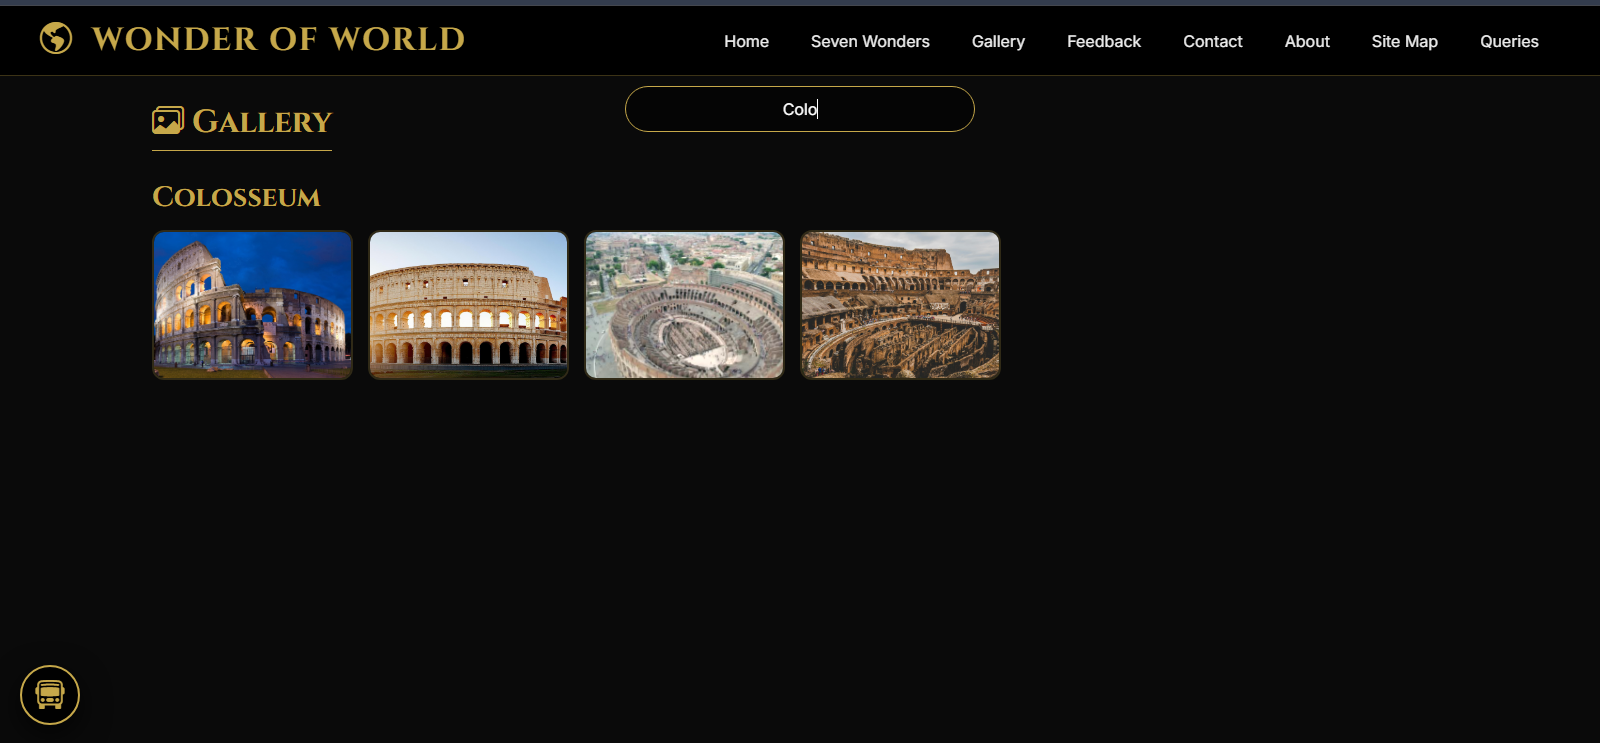 WONDER OF WORLD
Home Seven Wonders Gallery Feedback Contact About Site Map Queries
Colo
Gallery
Colosseum